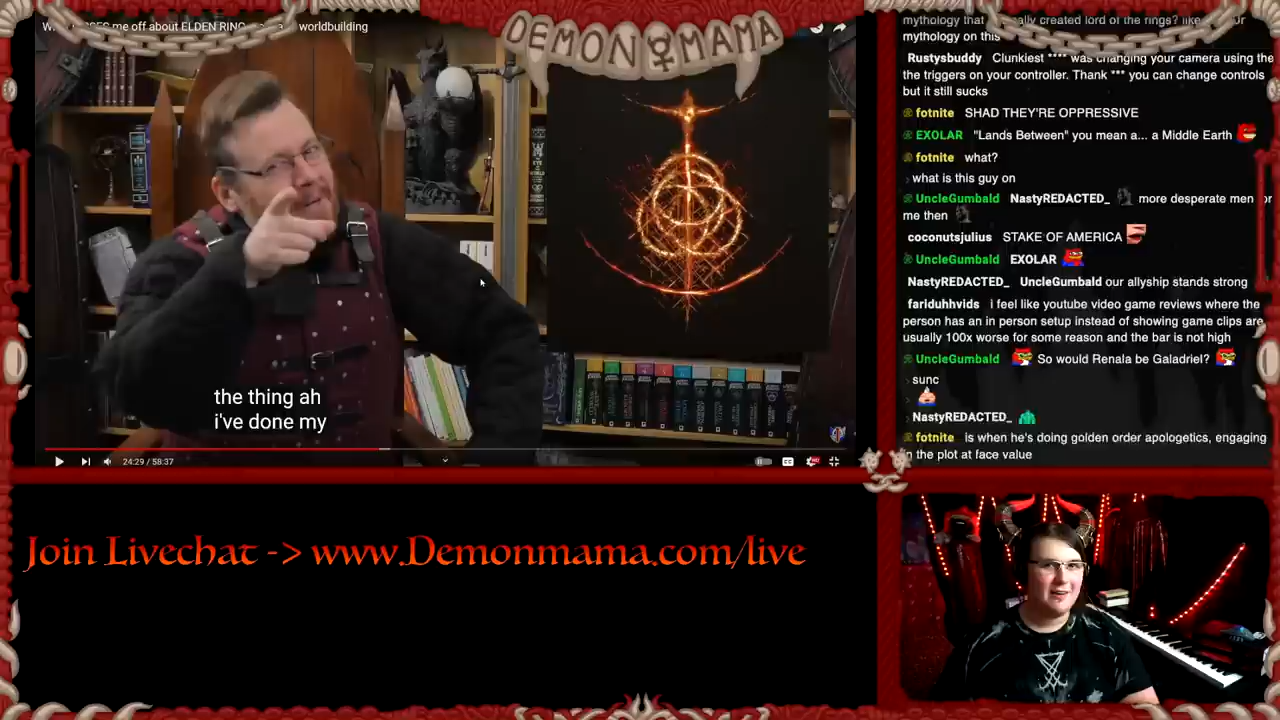 me off about ELDEN RING
worldbuilding
DEMON MAMA
the thing ah
i've done my
24:29 / 58:37
Join Livechat -> www.Demonmama.com/live
mythology that
created lord of the rings?
mythology on this
Rustysbuddy Clunkiest **** was changing your camera using the
the triggers on your controller. Thank *** you can change controls
but it still sucks
fotnite SHAD THEY'RE OPPRESSIVE
EXOLAR "Lands Between" you mean a... a Middle Earth
fotnite what?
what is this guy on
UncleGumbald NastyREDACTED_ more desperate men
me then
coconutsjulius STAKE OF AMERICA
UncleGumbald EXOLAR
NastyREDACTED_ UncleGumbald our allyship stands strong
fariduhhvids i feel like youtube video game reviews where the
person has an in person setup instead of showing game clips are
usually 100x worse for some reason and the bar is not high
UncleGumbald So would Renala be Galadriel?
sunc
NastyREDACTED_
fotnite is when he's doing golden order apologetics, engaging
in the plot at face value